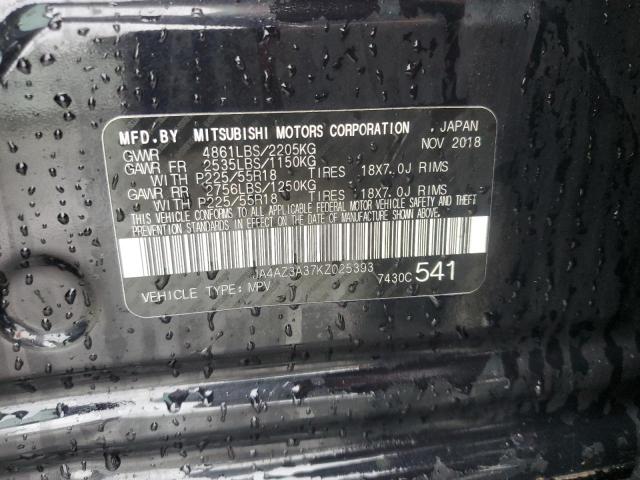 MFD.BY MITSUBISHI MOTORS CORPORATION , JAPAN
GVWR 4861LBS/2205KG NOV 2018
GAWR FR 2535LBS/1150KG
WITH P225/55R18 TIRES 18X7.0J RIMS
GAWR RR 2756LBS/1250KG
WITH P225/55R18 TIRES 18X7.0J RIMS
THIS VEHICLE CONFORMS TO ALL APPLICABLE FEDERAL MOTOR VEHICLE SAFETY AND THEFT
PREVENTION STANDARDS IN EFFECT ON THE DATE OF MANUFACTURE SHOWN ABOVE.
JA4AZ3A37KZ025393
VEHICLE TYPE:MPV 7430C 541